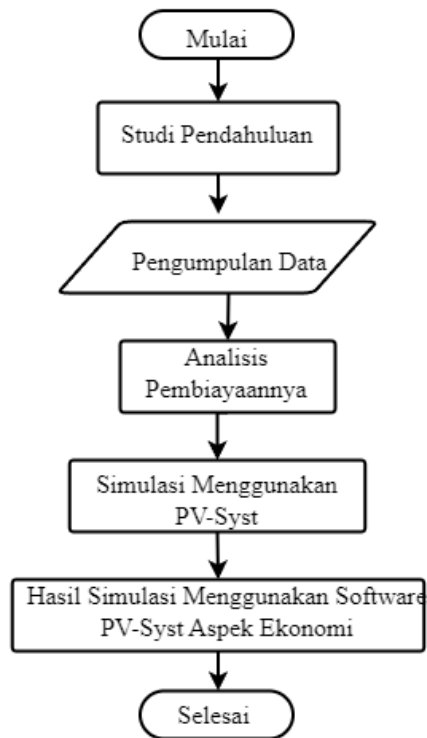 Mulai
Studi Pendahuluan
Pengumpulan Data
Analisis
Pembiayaannya
Simulasi Menggunakan
PV-Syst
Hasil Simulasi Menggunakan Software
PV-Syst Aspek Ekonomi
Selesai